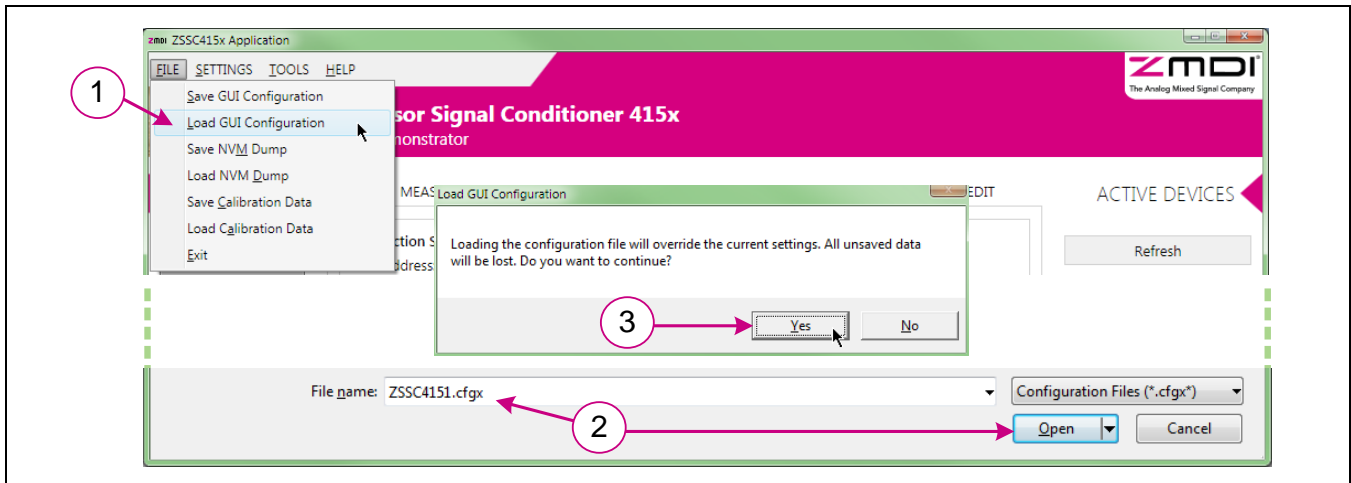 zmdi ZSSC415x Application
FILE SETTINGS TOOLS HELP
ZMDI
The Analog Mixed Signal Company
1
Save GUI Configuration
Load GUI Configuration
Save NVM Dump
Load NVM Dump
Save Calibration Data
Load Calibration Data
Exit
sor Signal Conditioner 415x
monstrator
MEAS
EDIT
ACTIVE DEVICES
Refresh
ction S
ddress
Load GUI Configuration
Loading the configuration file will override the current settings. All unsaved data
will be lost. Do you want to continue?
3
Yes
No
File name: ZSSC4151.cfgx
Configuration Files (*.cfgx*)
2
Open
Cancel